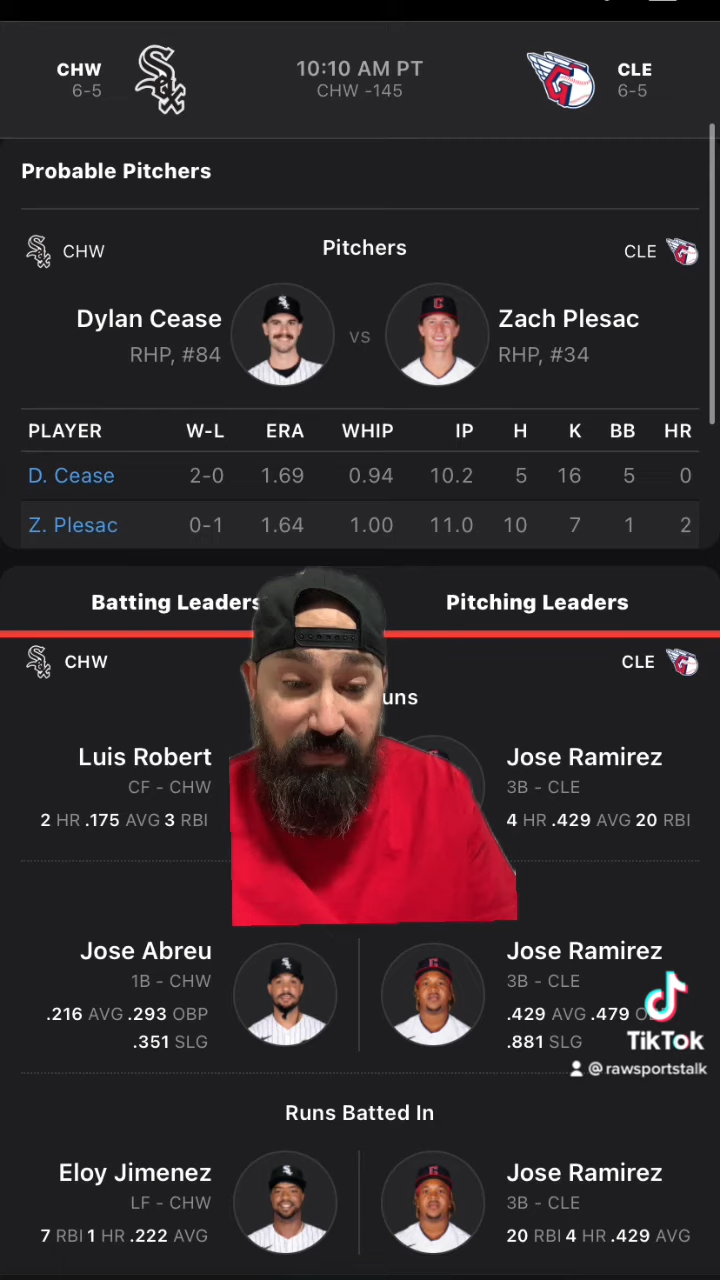 CHW
6-5
10:10 AM PT
CHW -145
CLE
6-5
Probable Pitchers
CHW
Pitchers
CLE
Dylan Cease
RHP, #84
VS
Zach Plesac
RHP, #34
PLAYER W-L ERA WHIP IP H K BB HR
D. Cease 2-0 1.69 0.94 10.2 5 16 5 0
Z. Plesac 0-1 1.64 1.00 11.0 10 7 1 2
Batting Leaders
Pitching Leaders
CHW
CLE
uns
Luis Robert
CF - CHW
2 HR .175 AVG 3 RBI
Jose Ramirez
3B - CLE
4 HR .429 AVG 20 RBI
Jose Abreu
1B - CHW
.216 AVG .293 OBP
.351 SLG
Jose Ramirez
3B - CLE
.429 AVG .479 O
.881 SLG
TikTok
@rawsportstalk
Runs Batted In
Eloy Jimenez
LF - CHW
7 RBI 1 HR .222 AVG
Jose Ramirez
3B - CLE
20 RBI 4 HR .429 AVG